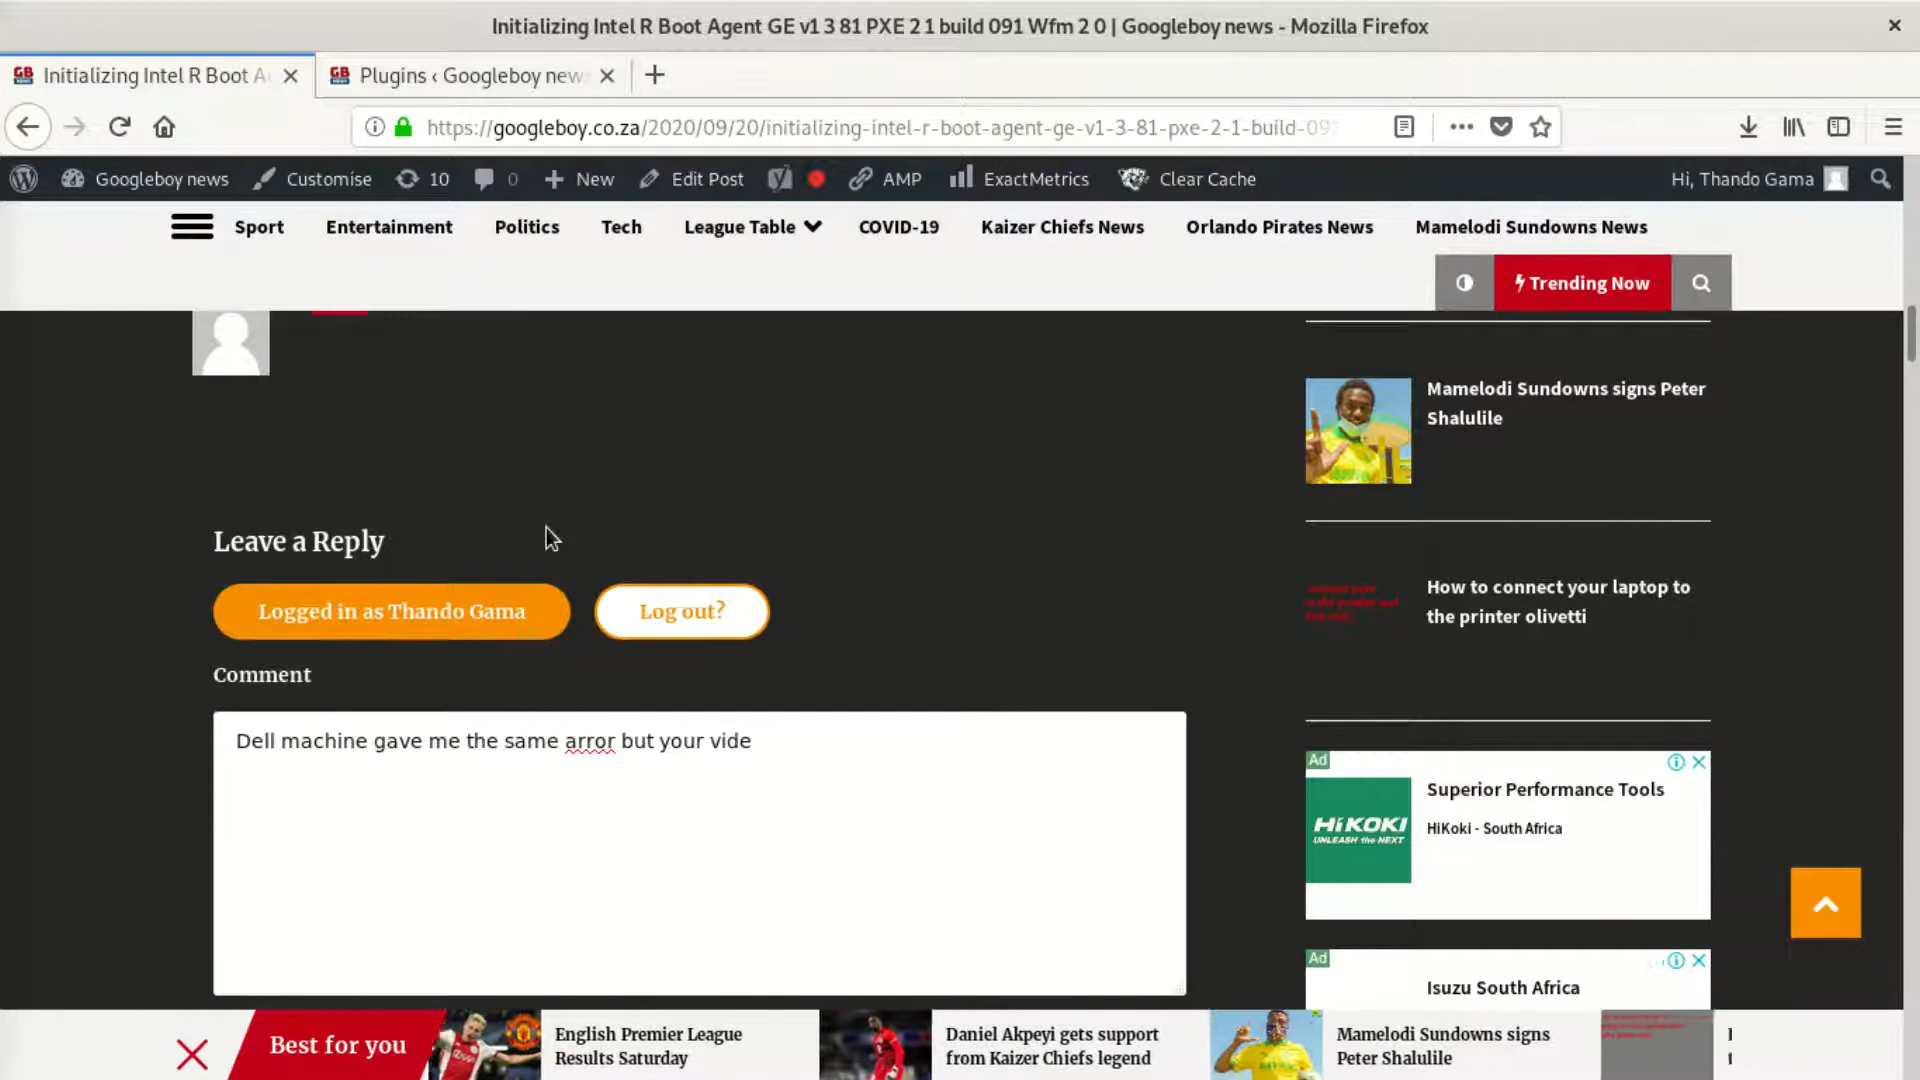 Initializing Intel R Boot Agent GE v1 3 81 PXE 2 1 build 091 Wfm 2 0 | Googleboy news - Mozilla Firefox
Initializing Intel R Boot A
Plugins ‹ Googleboy new
https://googleboy.co.za/2020/09/20/initializing-intel-r-boot-agent-ge-v1-3-81-pxe-2-1-build-09
Googleboy news
Customise
10
0
New
Edit Post
AMP
ExactMetrics
Clear Cache
Hi, Thando Gama
Sport
Entertainment
Politics
Tech
League Table
COVID-19
Kaizer Chiefs News
Orlando Pirates News
Mamelodi Sundowns News
Trending Now
Mamelodi Sundowns signs Peter
Shalulile
Leave a Reply
Logged in as Thando Gama
Log out?
How to connect your laptop to
the printer olivetti
Comment
Dell machine gave me the same arror but your vide
Ad
Superior Performance Tools
HiKoki - South Africa
HiKOKI
UNLEASH the NEXT
Ad
Isuzu South Africa
Best for you
English Premier League
Results Saturday
Daniel Akpeyi gets support
from Kaizer Chiefs legend
Mamelodi Sundowns signs
Peter Shalulile